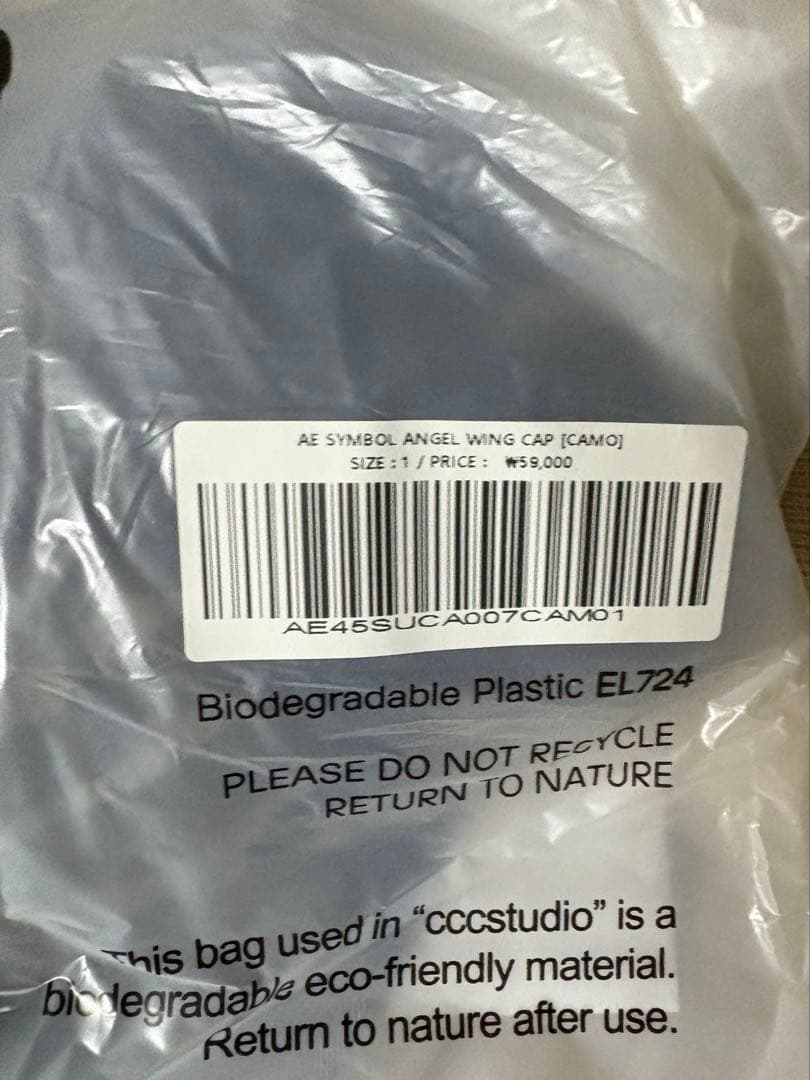 AE SYMBOL ANGEL WING CAP [CAMO]
SIZE : 1 / PRICE : ₩59,000
AE45SUCA007CAM01
Biodegradable Plastic EL724
PLEASE DO NOT RECYCLE
RETURN TO NATURE
This bag used in “cccstudio” is a
biodegradable eco-friendly material.
Return to nature after use.